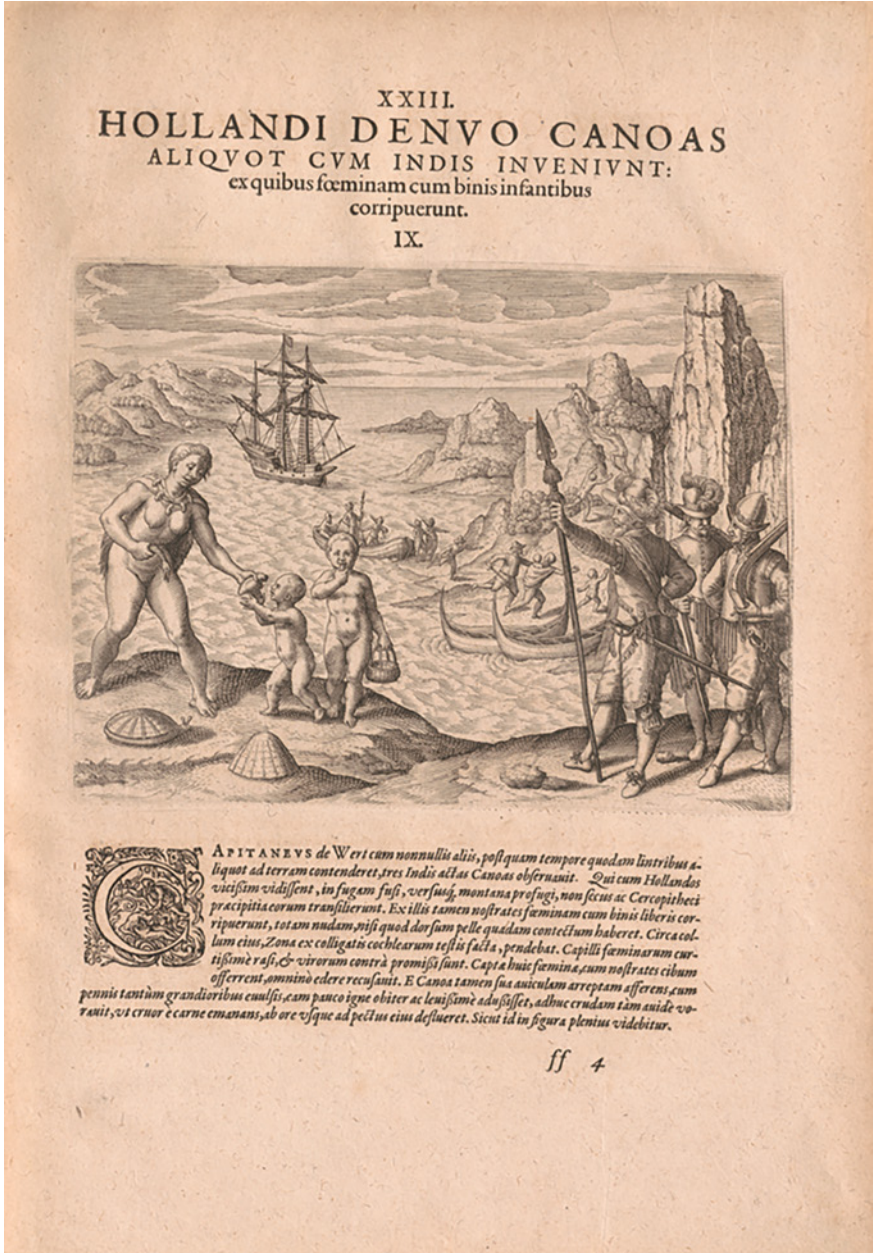 XXIII.
HOLLANDI DENVO CANOAS
ALIQVOT CVM INDIS INVENIVNT:
ex quibus fœminam cum binis infantibus
corripuerunt.
IX.
CAPITANEVS de Wert cum nonnullis aliis, postquam tempore quodam lintribus a-
liquot ad terram contenderet, tres Indis actas Canoas obseruauit. Qui cum Hollandos
vicißim vidissent, in fugam fusi, versusq́; montana profugi, non secus ac Cercopitheci
præcipitia eorum transilierunt. Ex illis tamen nostrates fœminam cum binis liberis cor-
ripuerunt, totam nudam, nisi quod dorsum pelle quadam contectum haberet. Circa col-
lum eius, Zona ex colligatis cochlearum testis facta, pendebat. Capilli fœminarum cur-
tißimè rasi, & virorum contrà promißi sunt. Capta huic fœminæ, cum nostrates cibum
offerrent, omninò edere recusauit. E Canoa tamen sua auiculam arreptam afferens, cum
pennis tantùm grandioribus euulsis, eam pauco igne obiter ac leuißimè adußisset, adhuc crudam tàm auidè vo-
rauit, vt cruor è carne emanans, ab ore vsque ad pectus eius deflueret. Sicut id in figura plenius videbitur.
ff 4